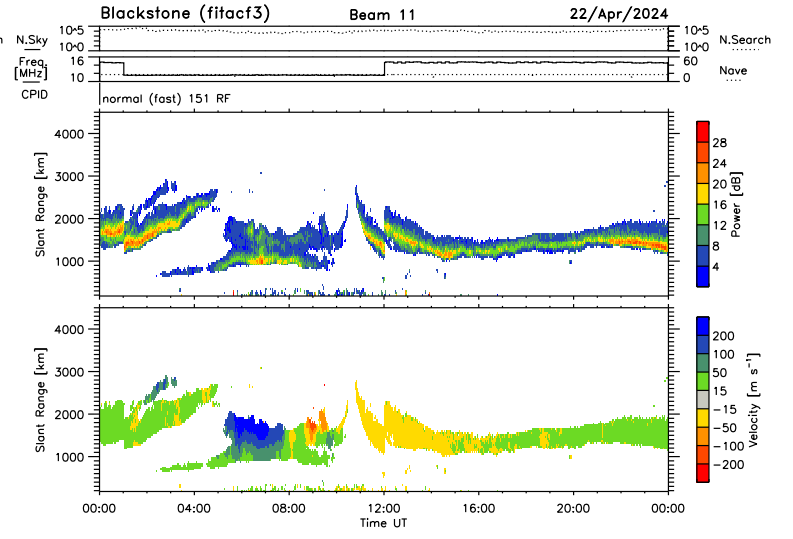 Blackstone (fitacf3)
Beam 11
22/Apr/2024
N.Sky
10^5
10^0
10^5
10^0
N.Search
Freq.
[MHz]
16
10
60
0
Nave
CPID
normal (fast) 151 RF
Slant Range [km]
4000
3000
2000
1000
28
24
20
16
12
8
4
Power [dB]
Slant Range [km]
4000
3000
2000
1000
200
100
50
15
-15
-50
-100
-200
Velocity [m s⁻¹]
00:00
04:00
08:00
12:00
16:00
20:00
00:00
Time UT